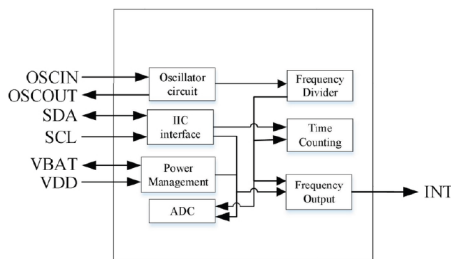 OSCIN
OSCOUT
SDA
SCL
VBAT
VDD
Oscillator
circuit
IIC
interface
Power
Management
ADC
Frequency
Divider
Time
Counting
Frequency
Output
INT